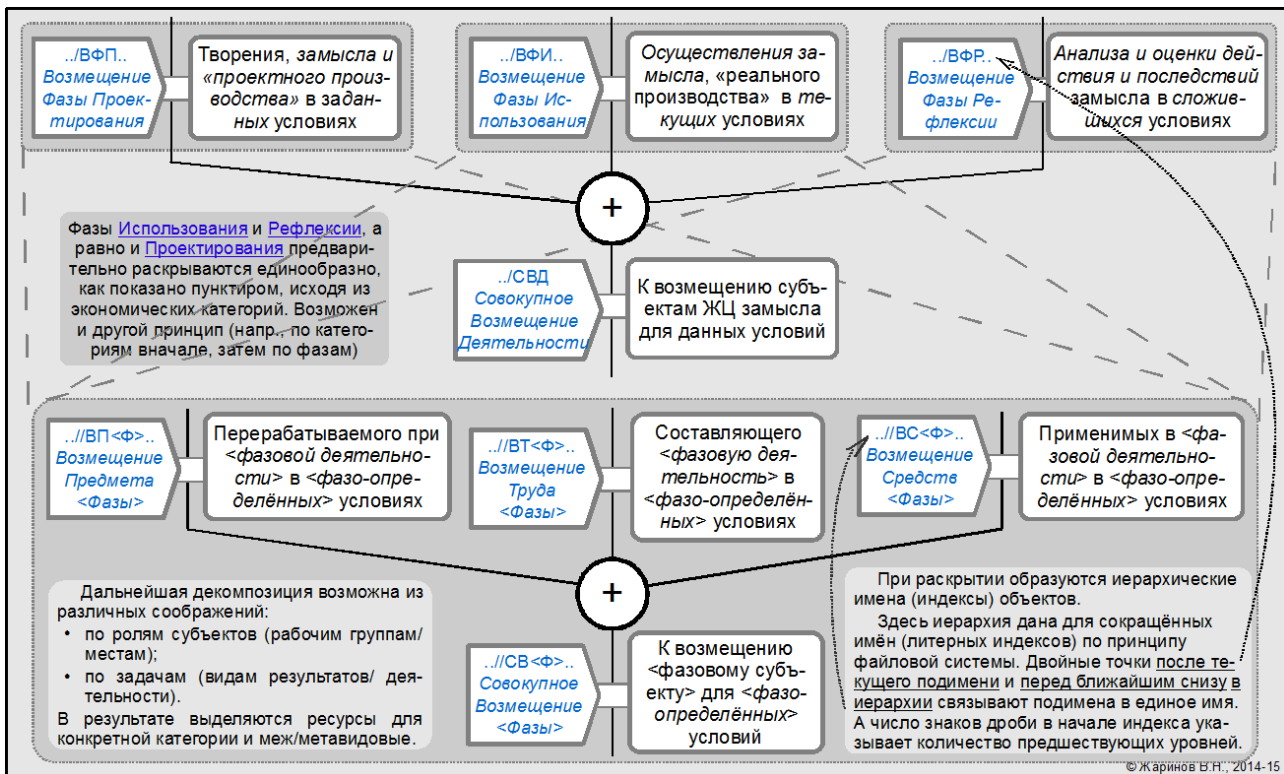 ../ВФП..
Возмещение
Фазы Проек-
тирования
Творения, замысла и
«проектного произ-
водства» в задан-
ных условиях
../ВФИ..
Возмещение
Фазы Ис-
пользования
Осуществления за-
мысла, «реального
производства» в те-
кущих условиях
../ВФР..
Возмещение
Фазы Ре-
флексии
Анализа и оценки дей-
ствия и последствий
замысла в сложив-
шихся условиях
+
Фазы Использования и Рефлексии, а
равно и Проектирования предвари-
тельно раскрываются единообразно,
как показано пунктиром, исходя из
экономических категорий. Возможен
и другой принцип (напр., по катего-
риям вначале, затем по фазам)
../СВД
Совокупное
Возмещение
Деятельности
К возмещению субъ-
ектам ЖЦ замысла
для данных условий
..//ВП<Ф>..
Возмещение
Предмета
<Фазы>
Перерабатываемого при
<фазовой деятельно-
сти> в <фазо-опре-
делённых> условиях
..//ВТ<Ф>..
Возмещение
Труда
<Фазы>
Составляющего
<фазовую дея-
тельность> в
<фазо-определён-
ных> условиях
..//ВС<Ф>..
Возмещение
Средств
<Фазы>
Применимых в <фа-
зовой деятельно-
сти> в <фазо-опре-
делённых> условиях
+
Дальнейшая декомпозиция возможна из
различных соображений:
• по ролям субъектов (рабочим группам/
местам);
• по задачам (видам результатов/ дея-
тельности).
В результате выделяются ресурсы для
конкретной категории и меж/метавидовые.
..//СВ<Ф>..
Совокупное
Возмещение
<Фазы>
К возмещению
<фазовому субъ-
екту> для <фазо-
определённых>
условий
При раскрытии образуются иерархические
имена (индексы) объектов.
Здесь иерархия дана для сокращённых
имён (литерных индексов) по принципу
файловой системы. Двойные точки после те-
кущего подимени и перед ближайшим снизу в
иерархии связывают подимена в единое имя.
А число знаков дроби в начале индекса ука-
зывает количество предшествующих уровней.
© Жаринов В.Н., 2014-15